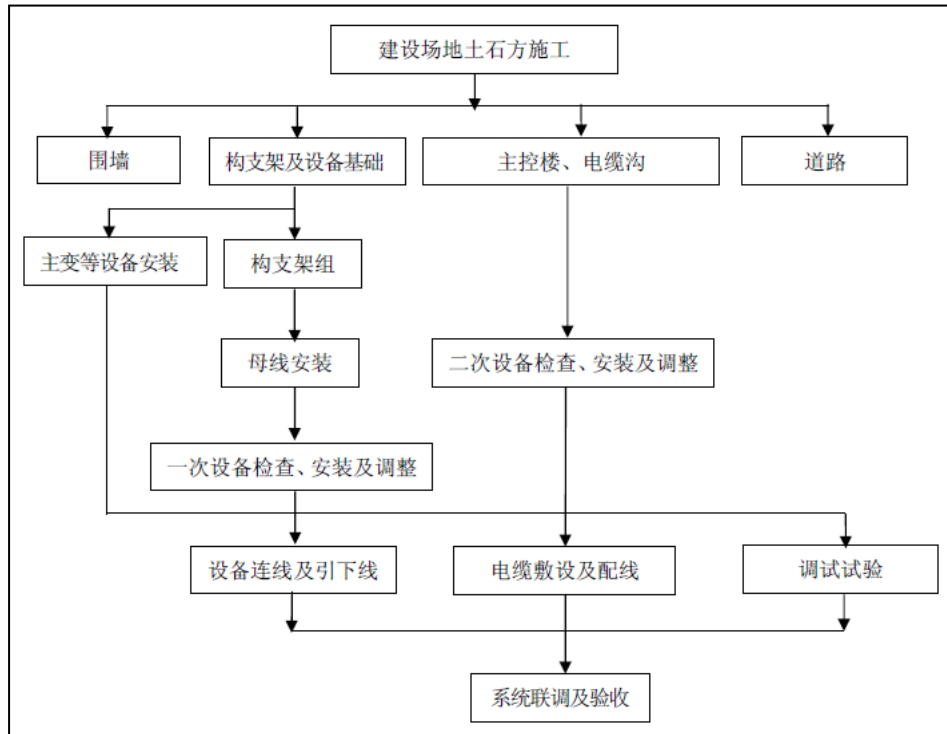 建设场地土石方施工
围墙
构支架及设备基础
主控楼、电缆沟
道路
主变等设备安装
构支架组
母线安装
二次设备检查、安装及调整
一次设备检查、安装及调整
设备连线及引下线
电缆敷设及配线
调试试验
系统联调及验收